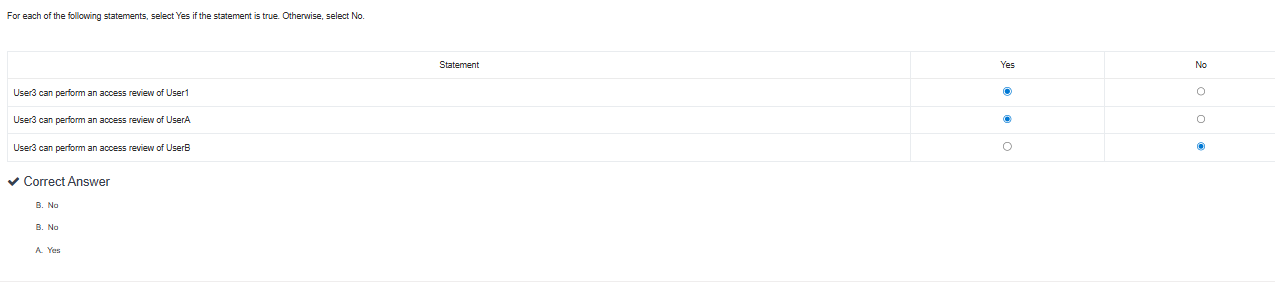 For each of the following statements, select Yes if the statement is true. Otherwise, select No.
Statement Yes No
User3 can perform an access review of User1
User3 can perform an access review of UserA
User3 can perform an access review of UserB
Correct Answer
B. No
B. No
A. Yes